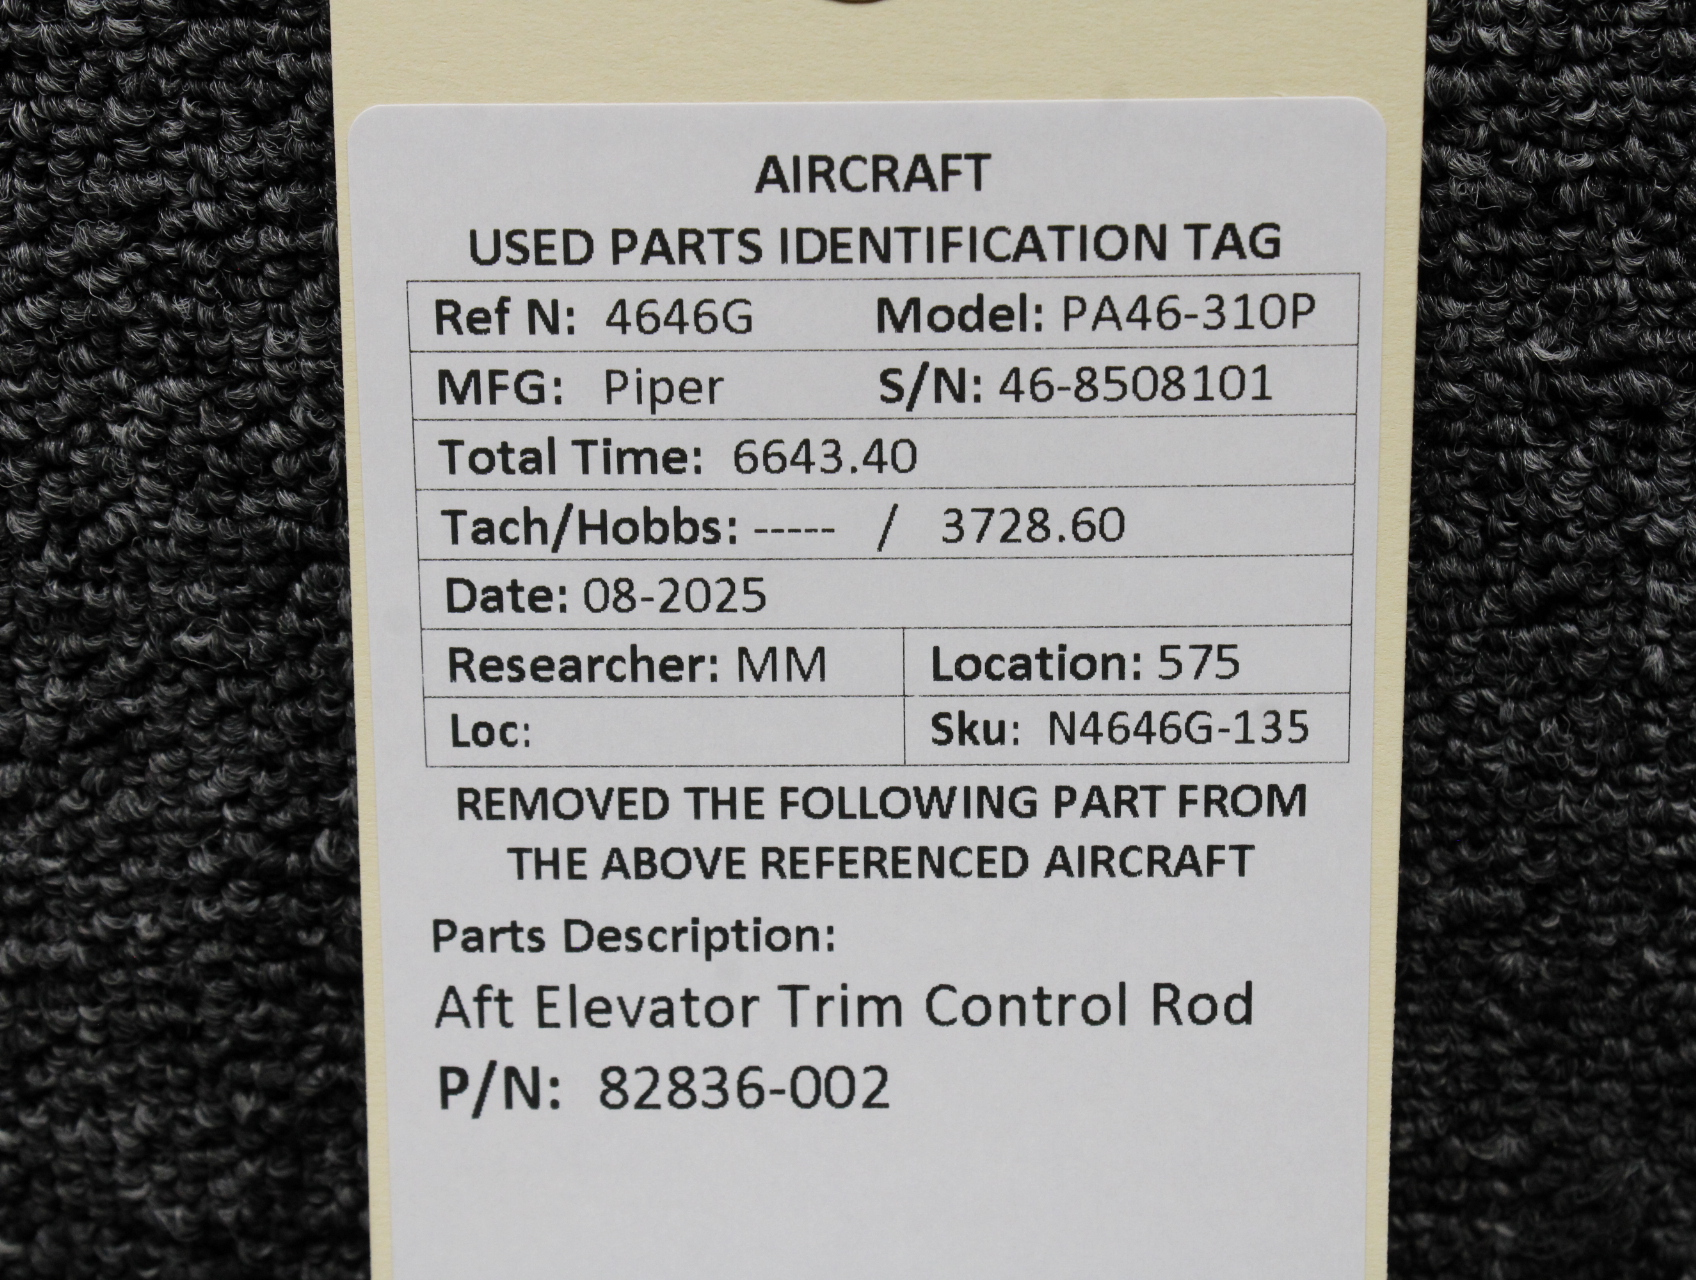 AIRCRAFT
USED PARTS IDENTIFICATION TAG
Ref N: 4646G Model: PA46-310P
MFG: Piper S/N: 46-8508101
Total Time: 6643.40
Tach/Hobbs: ----- / 3728.60
Date: 08-2025
Researcher: MM Location: 575
Loc: Sku: N4646G-135
REMOVED THE FOLLOWING PART FROM
THE ABOVE REFERENCED AIRCRAFT
Parts Description:
Aft Elevator Trim Control Rod
P/N: 82836-002